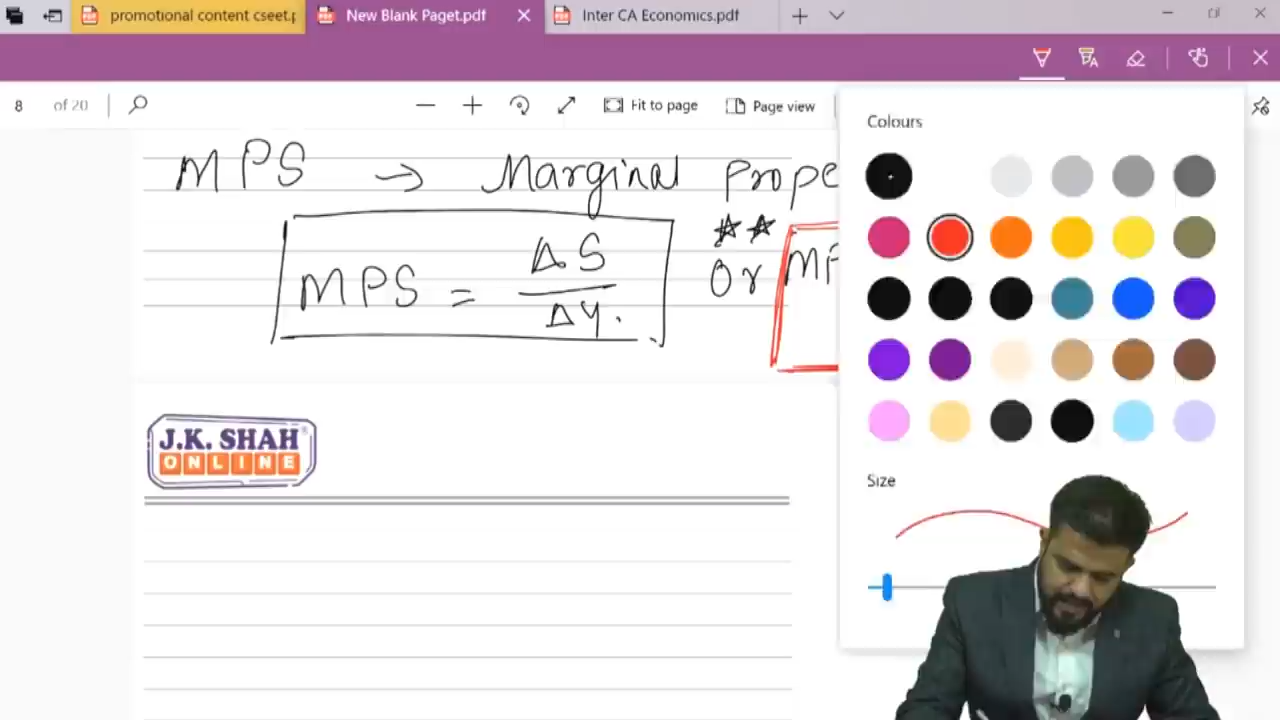 promotional content cseet.p
New Blank Paget.pdf
Inter CA Economics.pdf
8 of 20
Fit to page
Page view
Colours
MPS → Marginal Prope
MPS = ΔS / ΔY.
Or MP
J.K. SHAH
ONLINE
Size